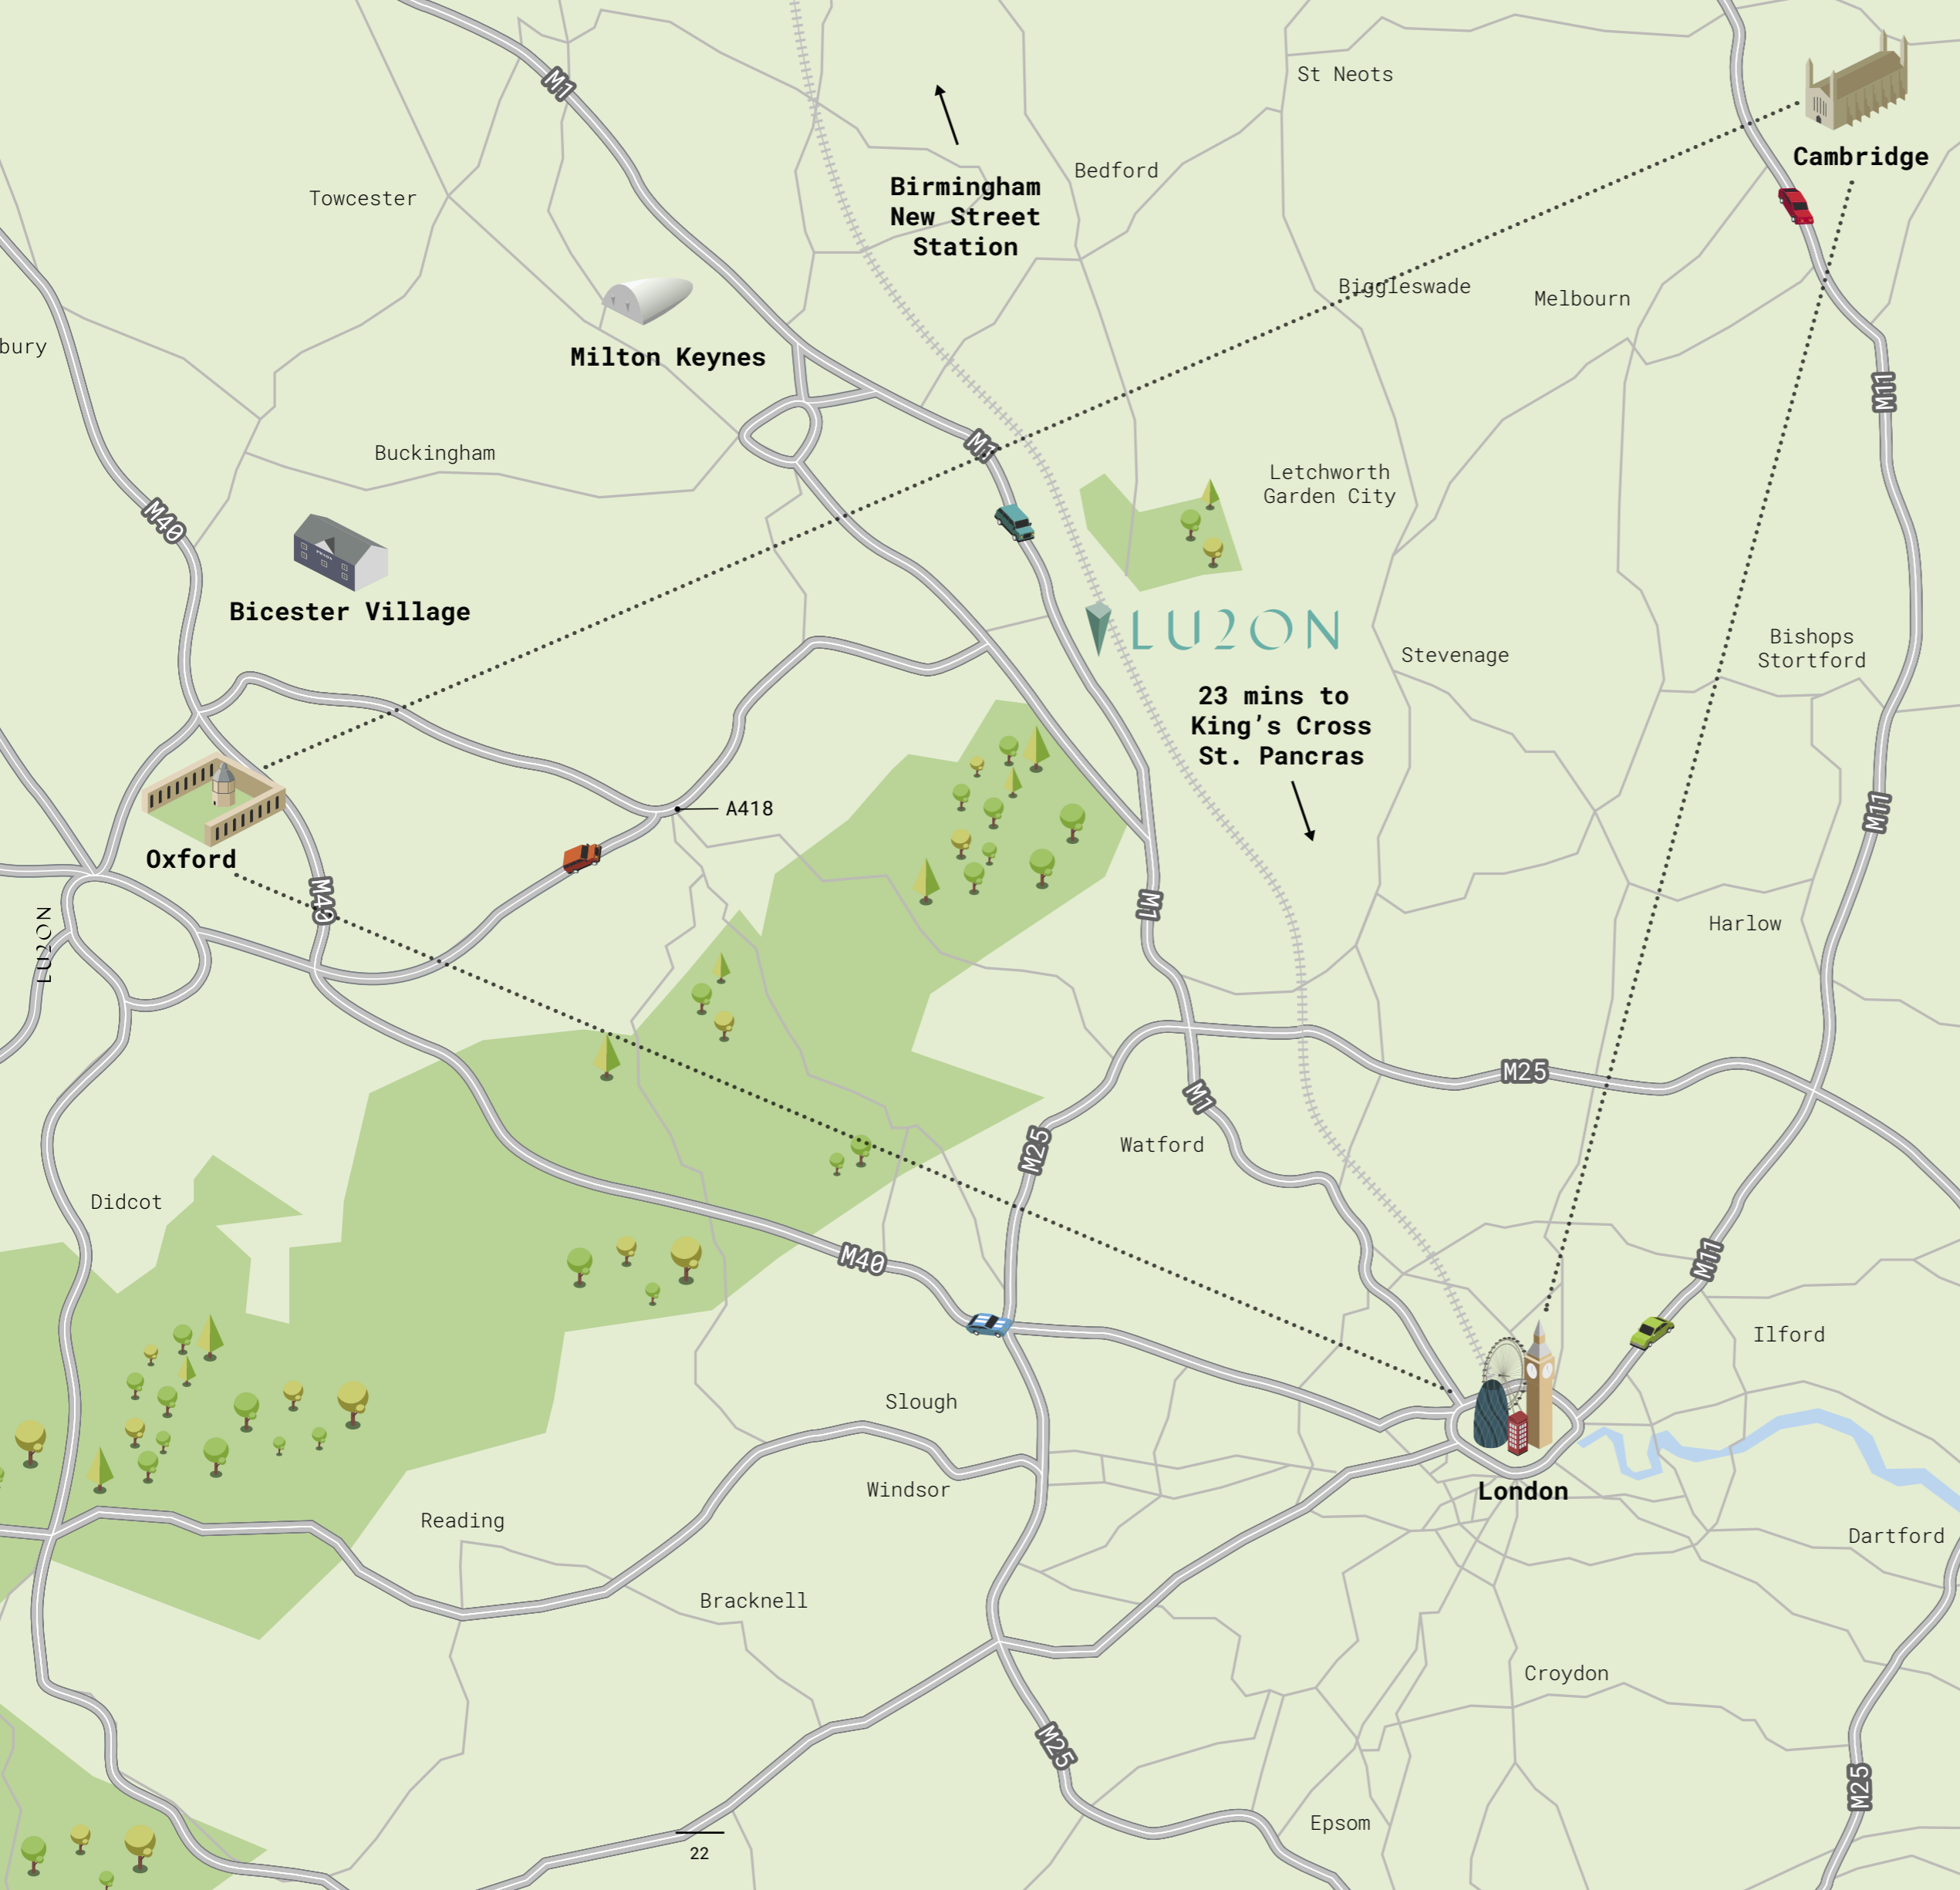 M1
St Neots
Cambridge
Bedford
Birmingham
New Street
Station
Towcester
Biggleswade
Melbourn
bury
Milton Keynes
M11
M1
Buckingham
Letchworth
Garden City
M40
Bicester Village
LU2ON
Bishops
Stortford
Stevenage
23 mins to
King’s Cross
St. Pancras
A418
M11
Oxford
M40
M1
Harlow
LU2ON
M25
M1
Watford
M25
Didcot
M40
M11
Ilford
Slough
Windsor
London
Reading
Dartford
Bracknell
Croydon
M25
M25
Epsom
22